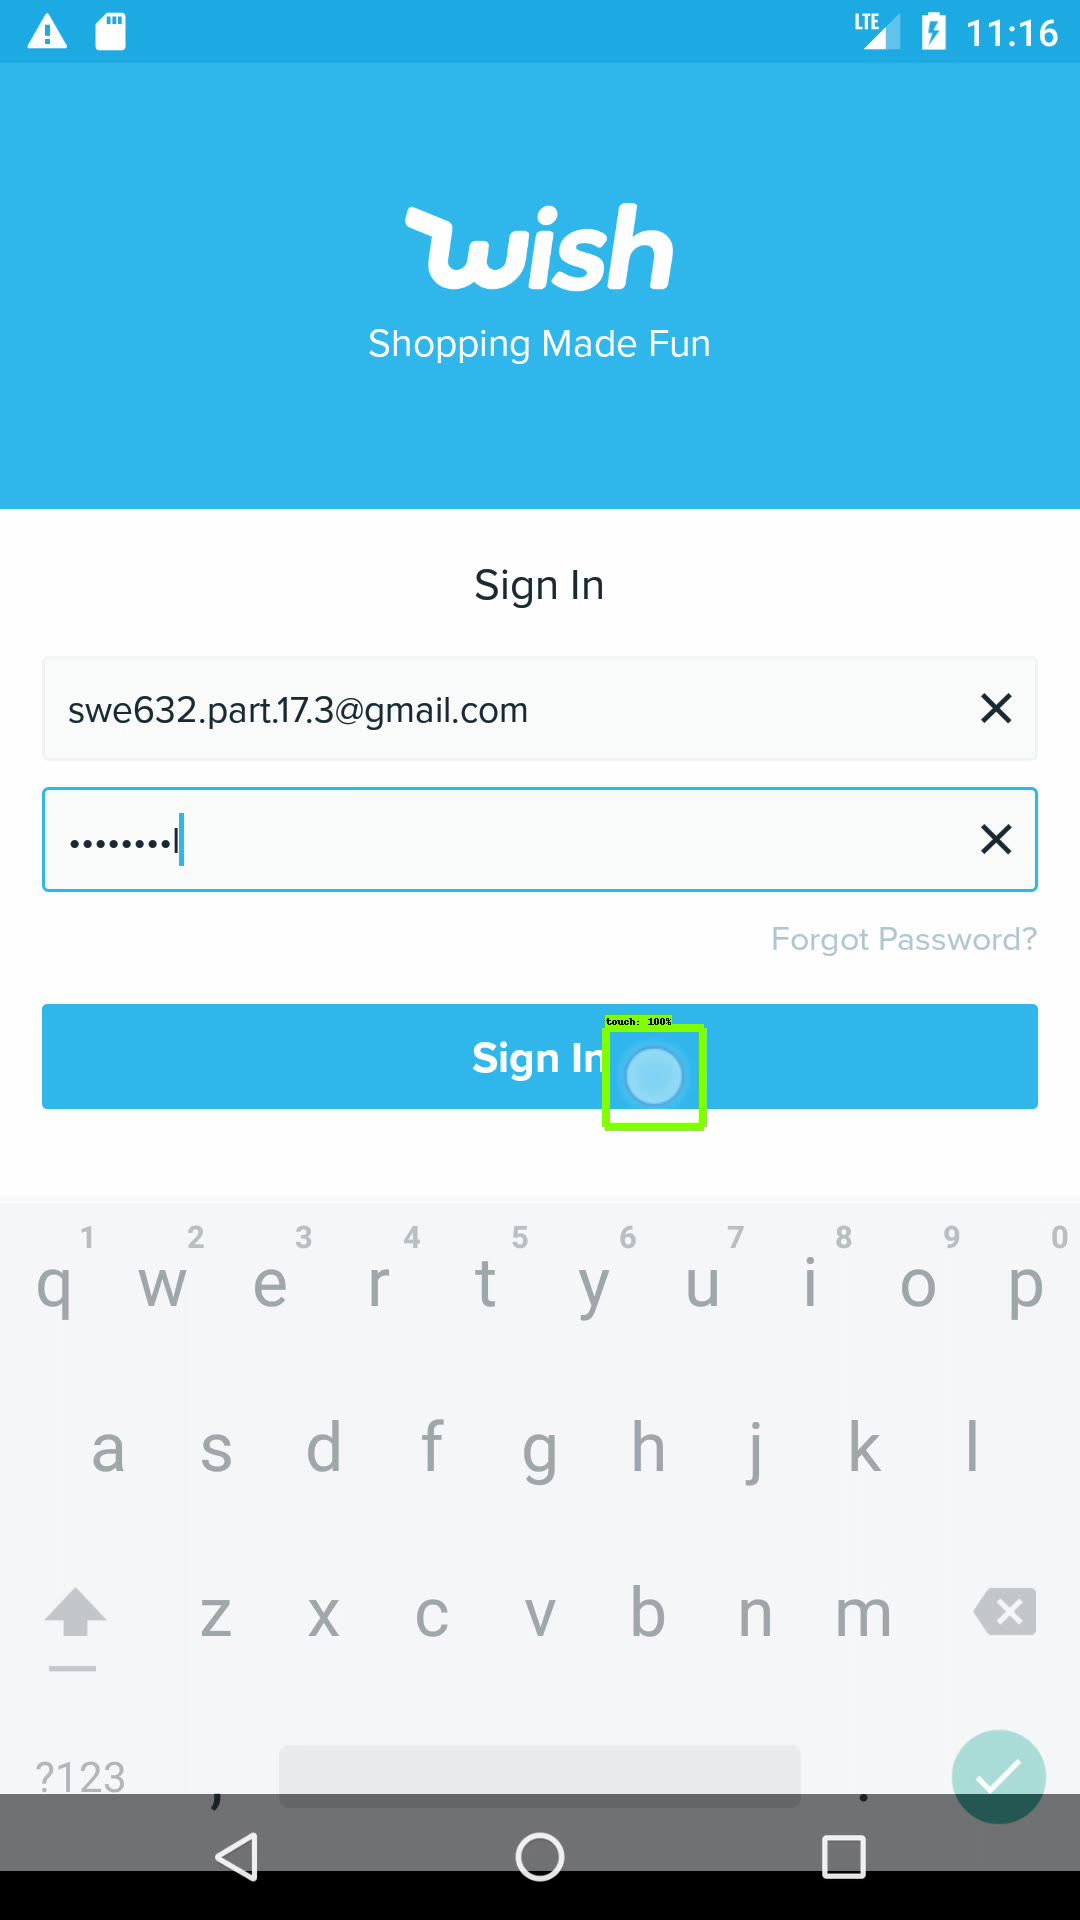 LTE 11:16
wish
Shopping Made Fun
Sign In
swe632.part.17.3@gmail.com
••••••••l
Forgot Password?
touch: 100%
Sign In
1 2 3 4 5 6 7 8 9 0
q w e r t y u i o p
a s d f g h j k l
z x c v b n m
?123 , .